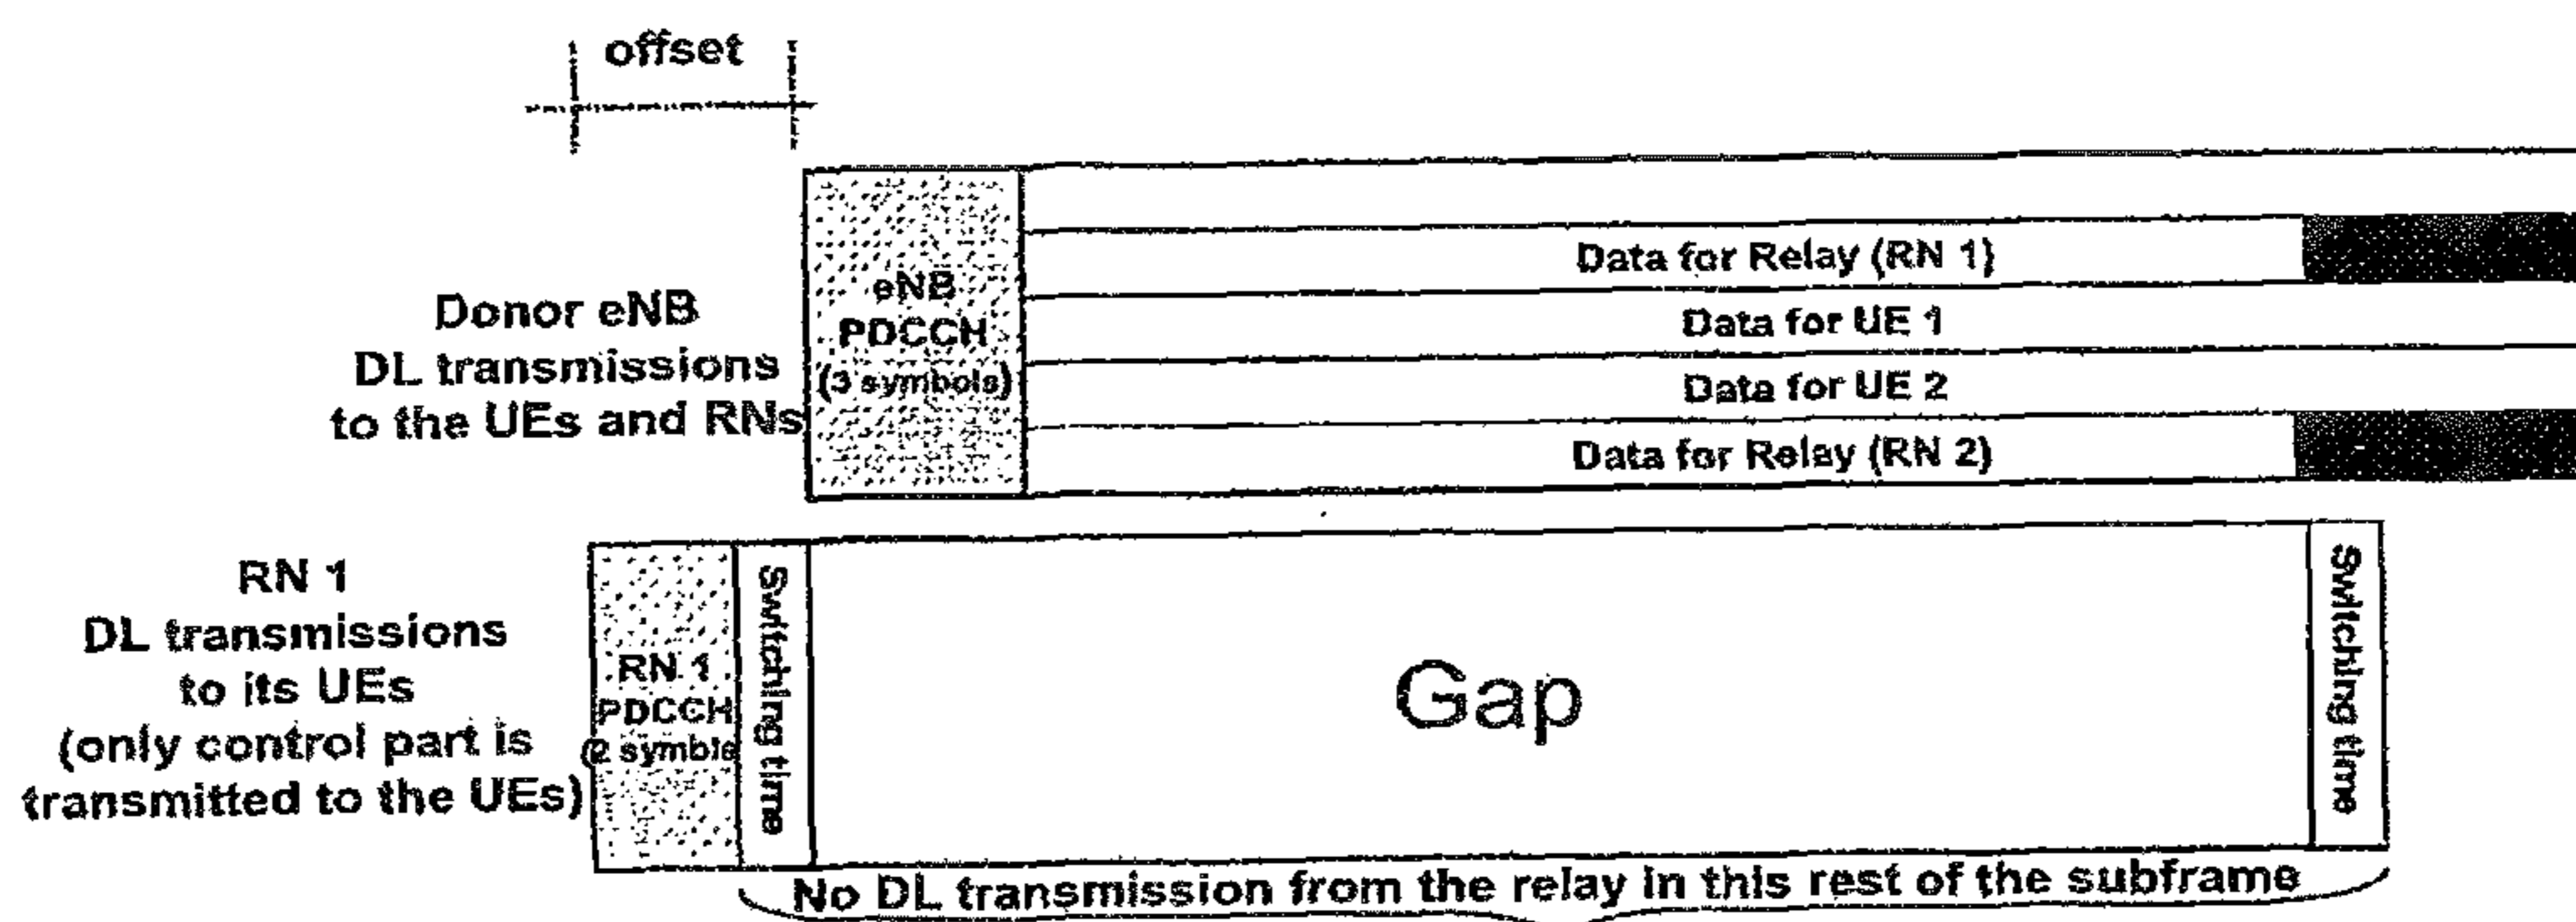 offset
Donor eNB
DL transmissions
to the UEs and RNs
eNB
PDCCH
(3 symbols)
Data for Relay (RN 1)
Data for UE 1
Data for UE 2
Data for Relay (RN 2)
RN 1
DL transmissions
to its UEs
(only control part is
transmitted to the UEs)
RN 1
PDCCH
(2 symbls
Switching time
Gap
Switching time
No DL transmission from the relay in this rest of the subframe